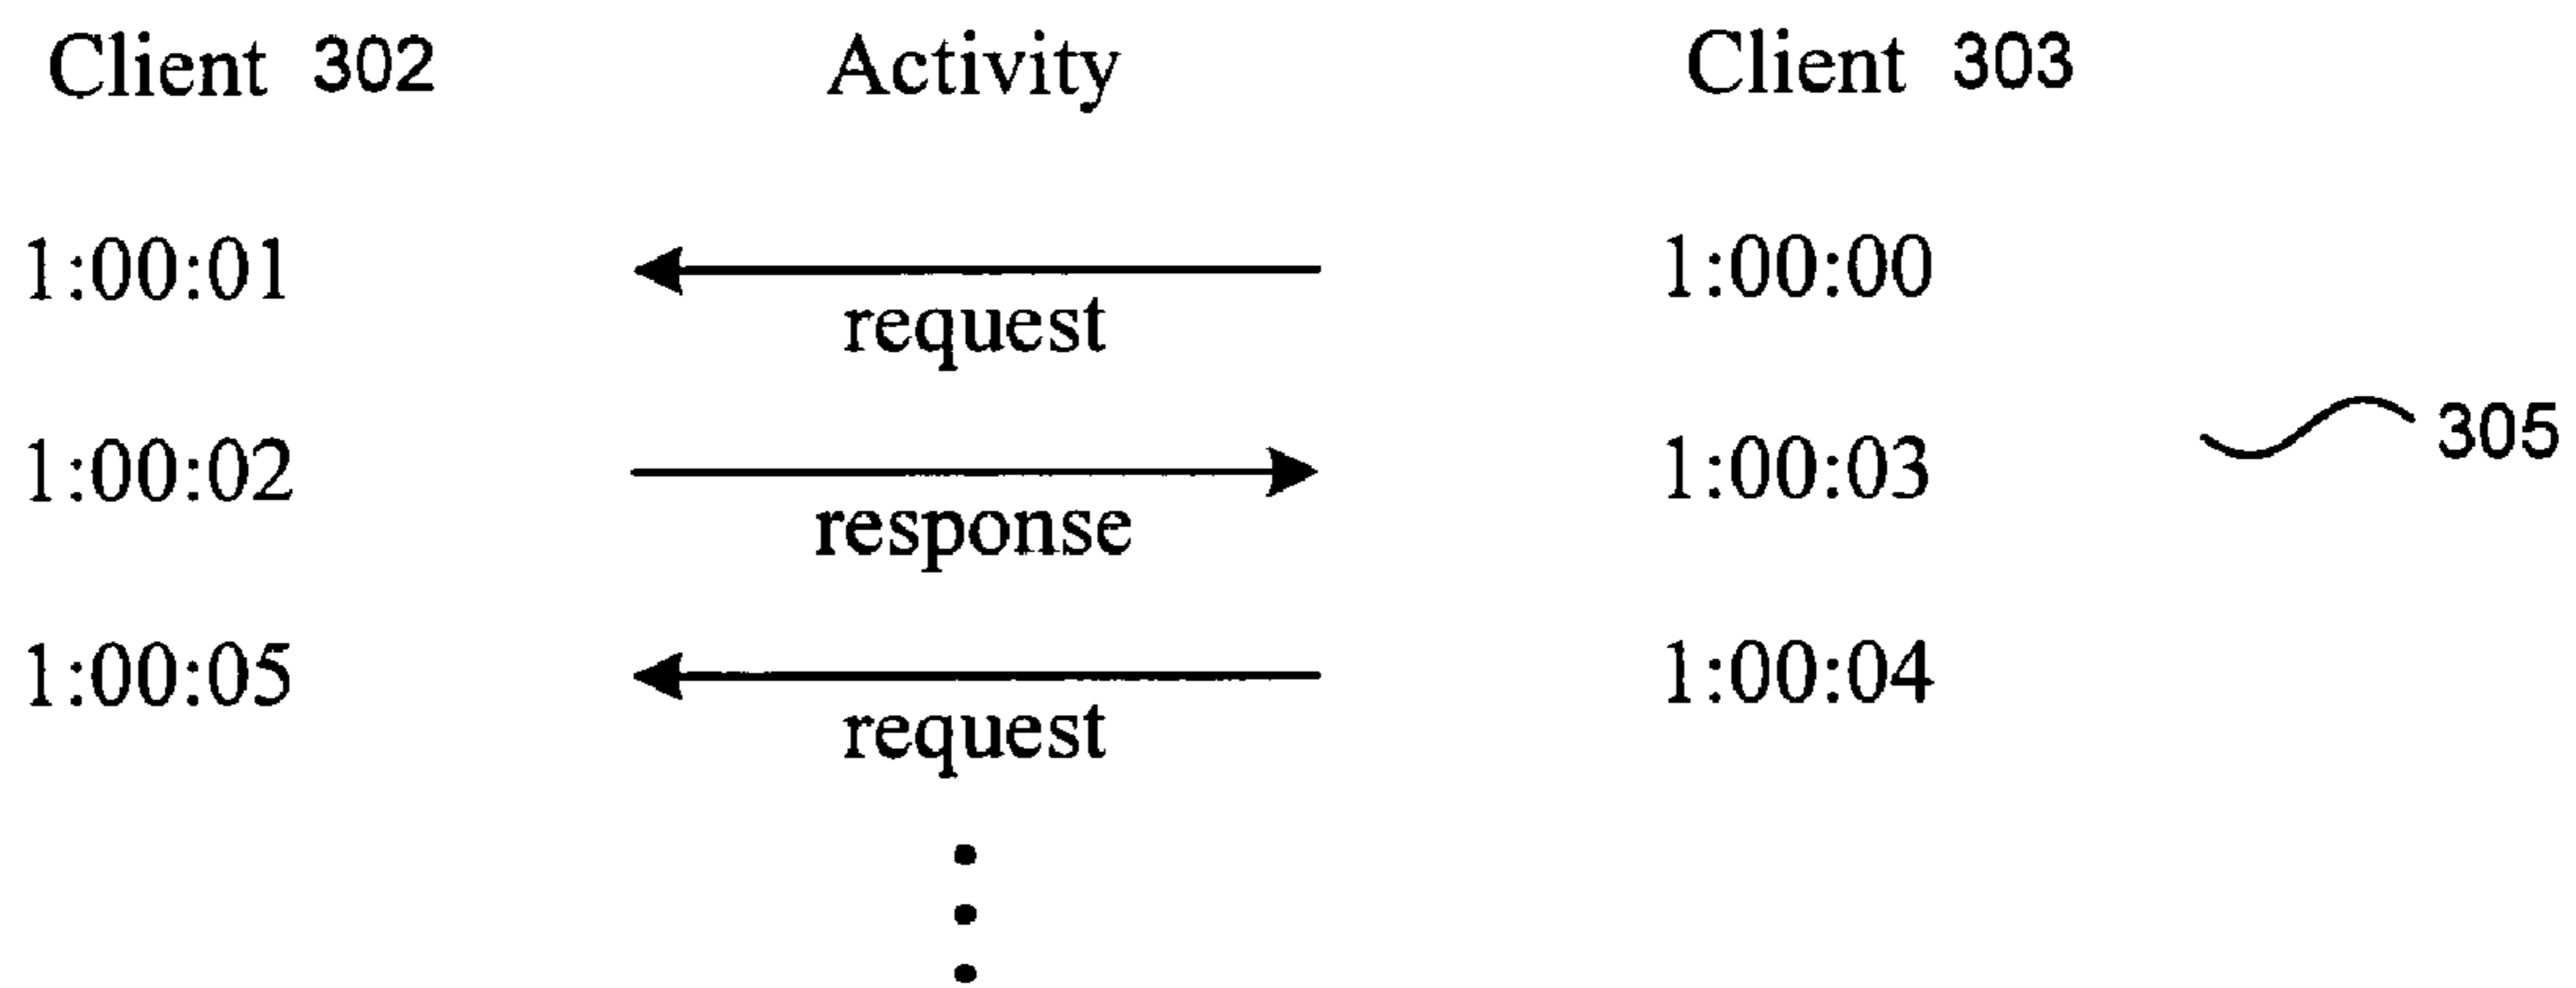 Client 302 Activity Client 303
1:00:01 1:00:00
request
1:00:02 1:00:03 305
response
1:00:05 1:00:04
request